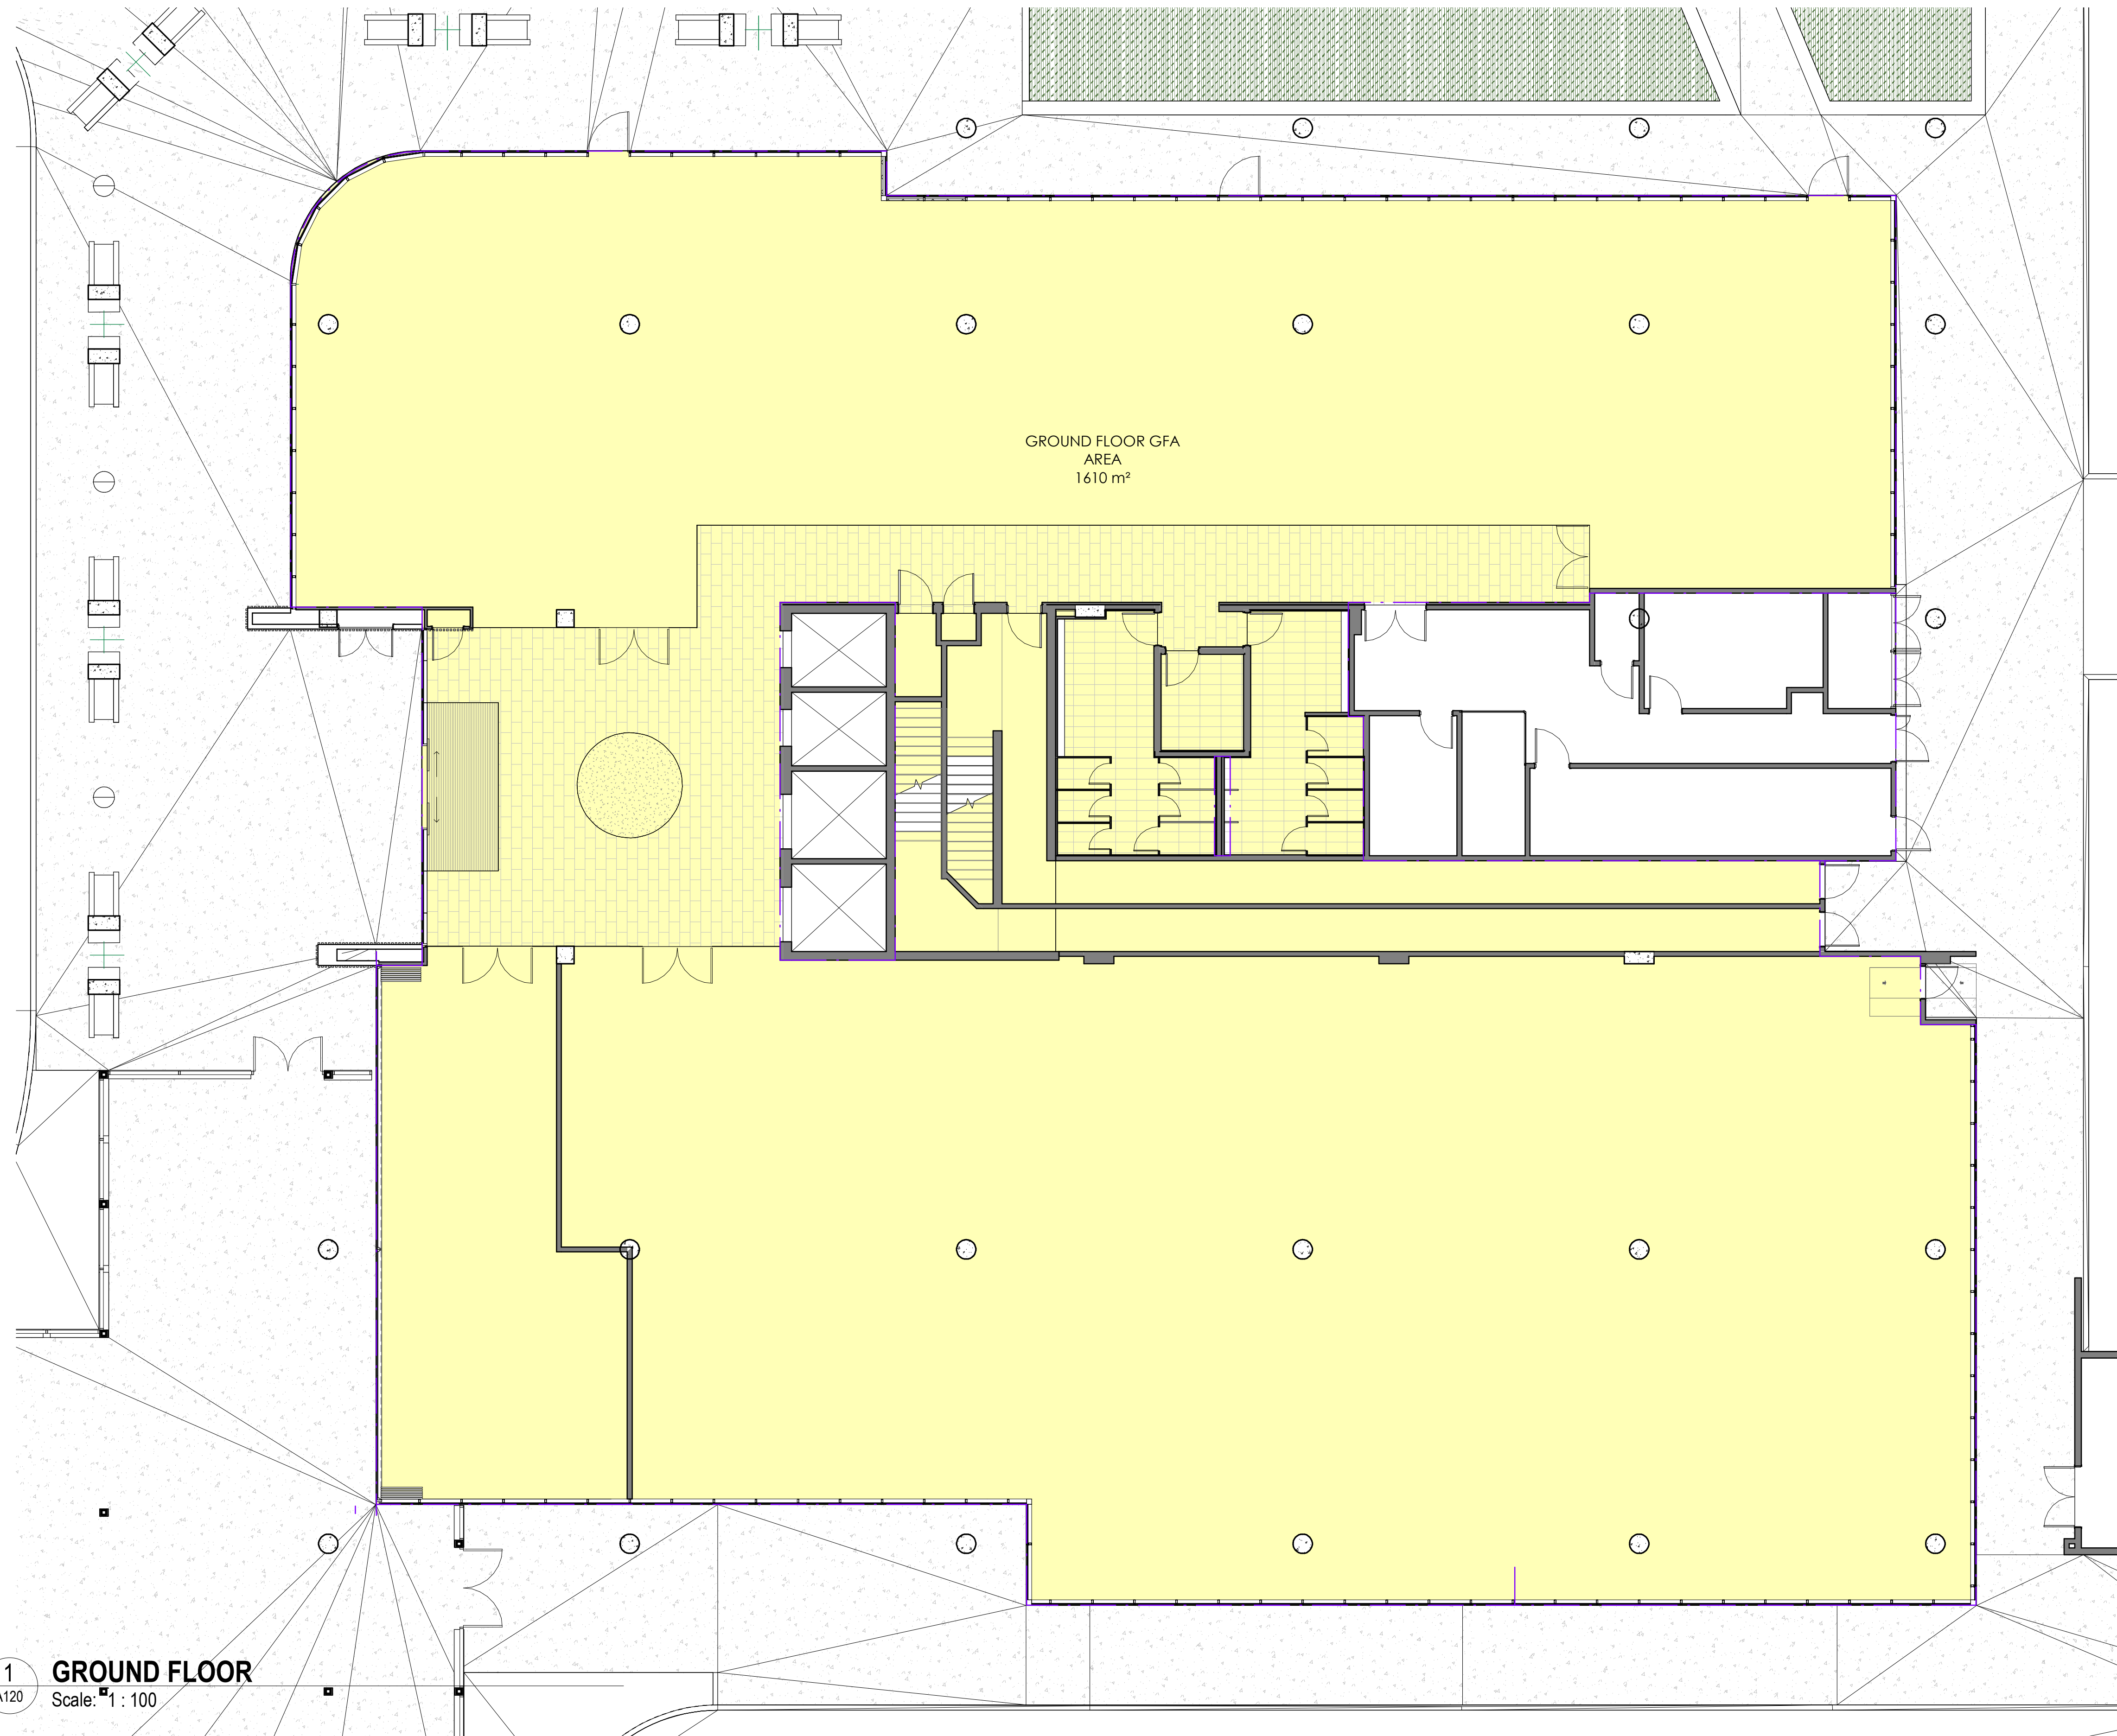 GROUND FLOOR GFA
AREA
1610 m²
1
A120
GROUND FLOOR
Scale: 1 : 100